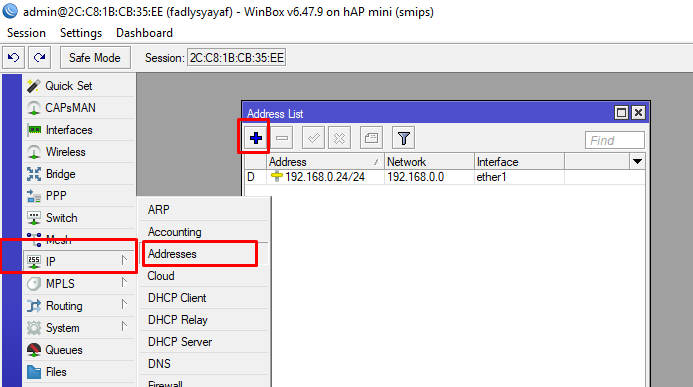 admin@2C:C8:1B:CB:35:EE (fadlysyayaf) - WinBox v6.47.9 on hAP mini (smips)
Session Settings Dashboard
Safe Mode Session: 2C:C8:1B:CB:35:EE
Quick Set
CAPsMAN
Interfaces
Wireless
Bridge
PPP
Switch
Mesh
255 IP
MPLS
Routing
System
Queues
Files
ARP
Accounting
Addresses
Cloud
DHCP Client
DHCP Relay
DHCP Server
DNS
Firewall
Address List
Find
Address Network Interface
D 192.168.0.24/24 192.168.0.0 ether1